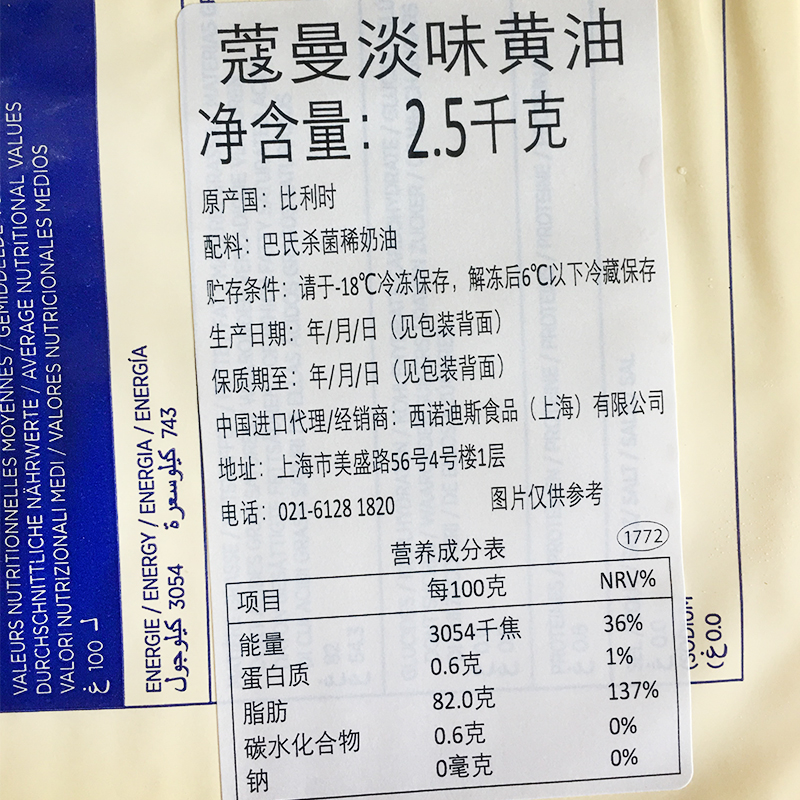 蔻曼淡味黄油
净含量：2.5千克
原产国：比利时
配料：巴氏杀菌稀奶油
贮存条件：请于-18℃冷冻保存，解冻后6℃以下冷藏保存
生产日期：年/月/日（见包装背面）
保质期至：年/月/日（见包装背面）
中国进口代理/经销商：西诺迪斯食品（上海）有限公司
地址：上海市美盛路56号4号楼1层
电话：021-6128 1820 图片仅供参考
1772
营养成分表
项目 每100克 NRV%
能量 3054千焦 36%
蛋白质 0.6克 1%
脂肪 82.0克 137%
碳水化合物 0.6克 0%
钠 0毫克 0%
VALEURS NUTRITIONNELLES MOYENNES /
DURCHSCHNITTLICHE NÄHRWERTE / AVERAGE NUTRITIONAL VALUES
VALORI NUTRIZIONALI MEDI / VALORES NUTRICIONALES MEDIOS
لـ 100 غ
ENERGIE / ENERGY / ENERGIA / ENERGÍA
3054 كيلوجول 743 كيلوسعرة
0.0